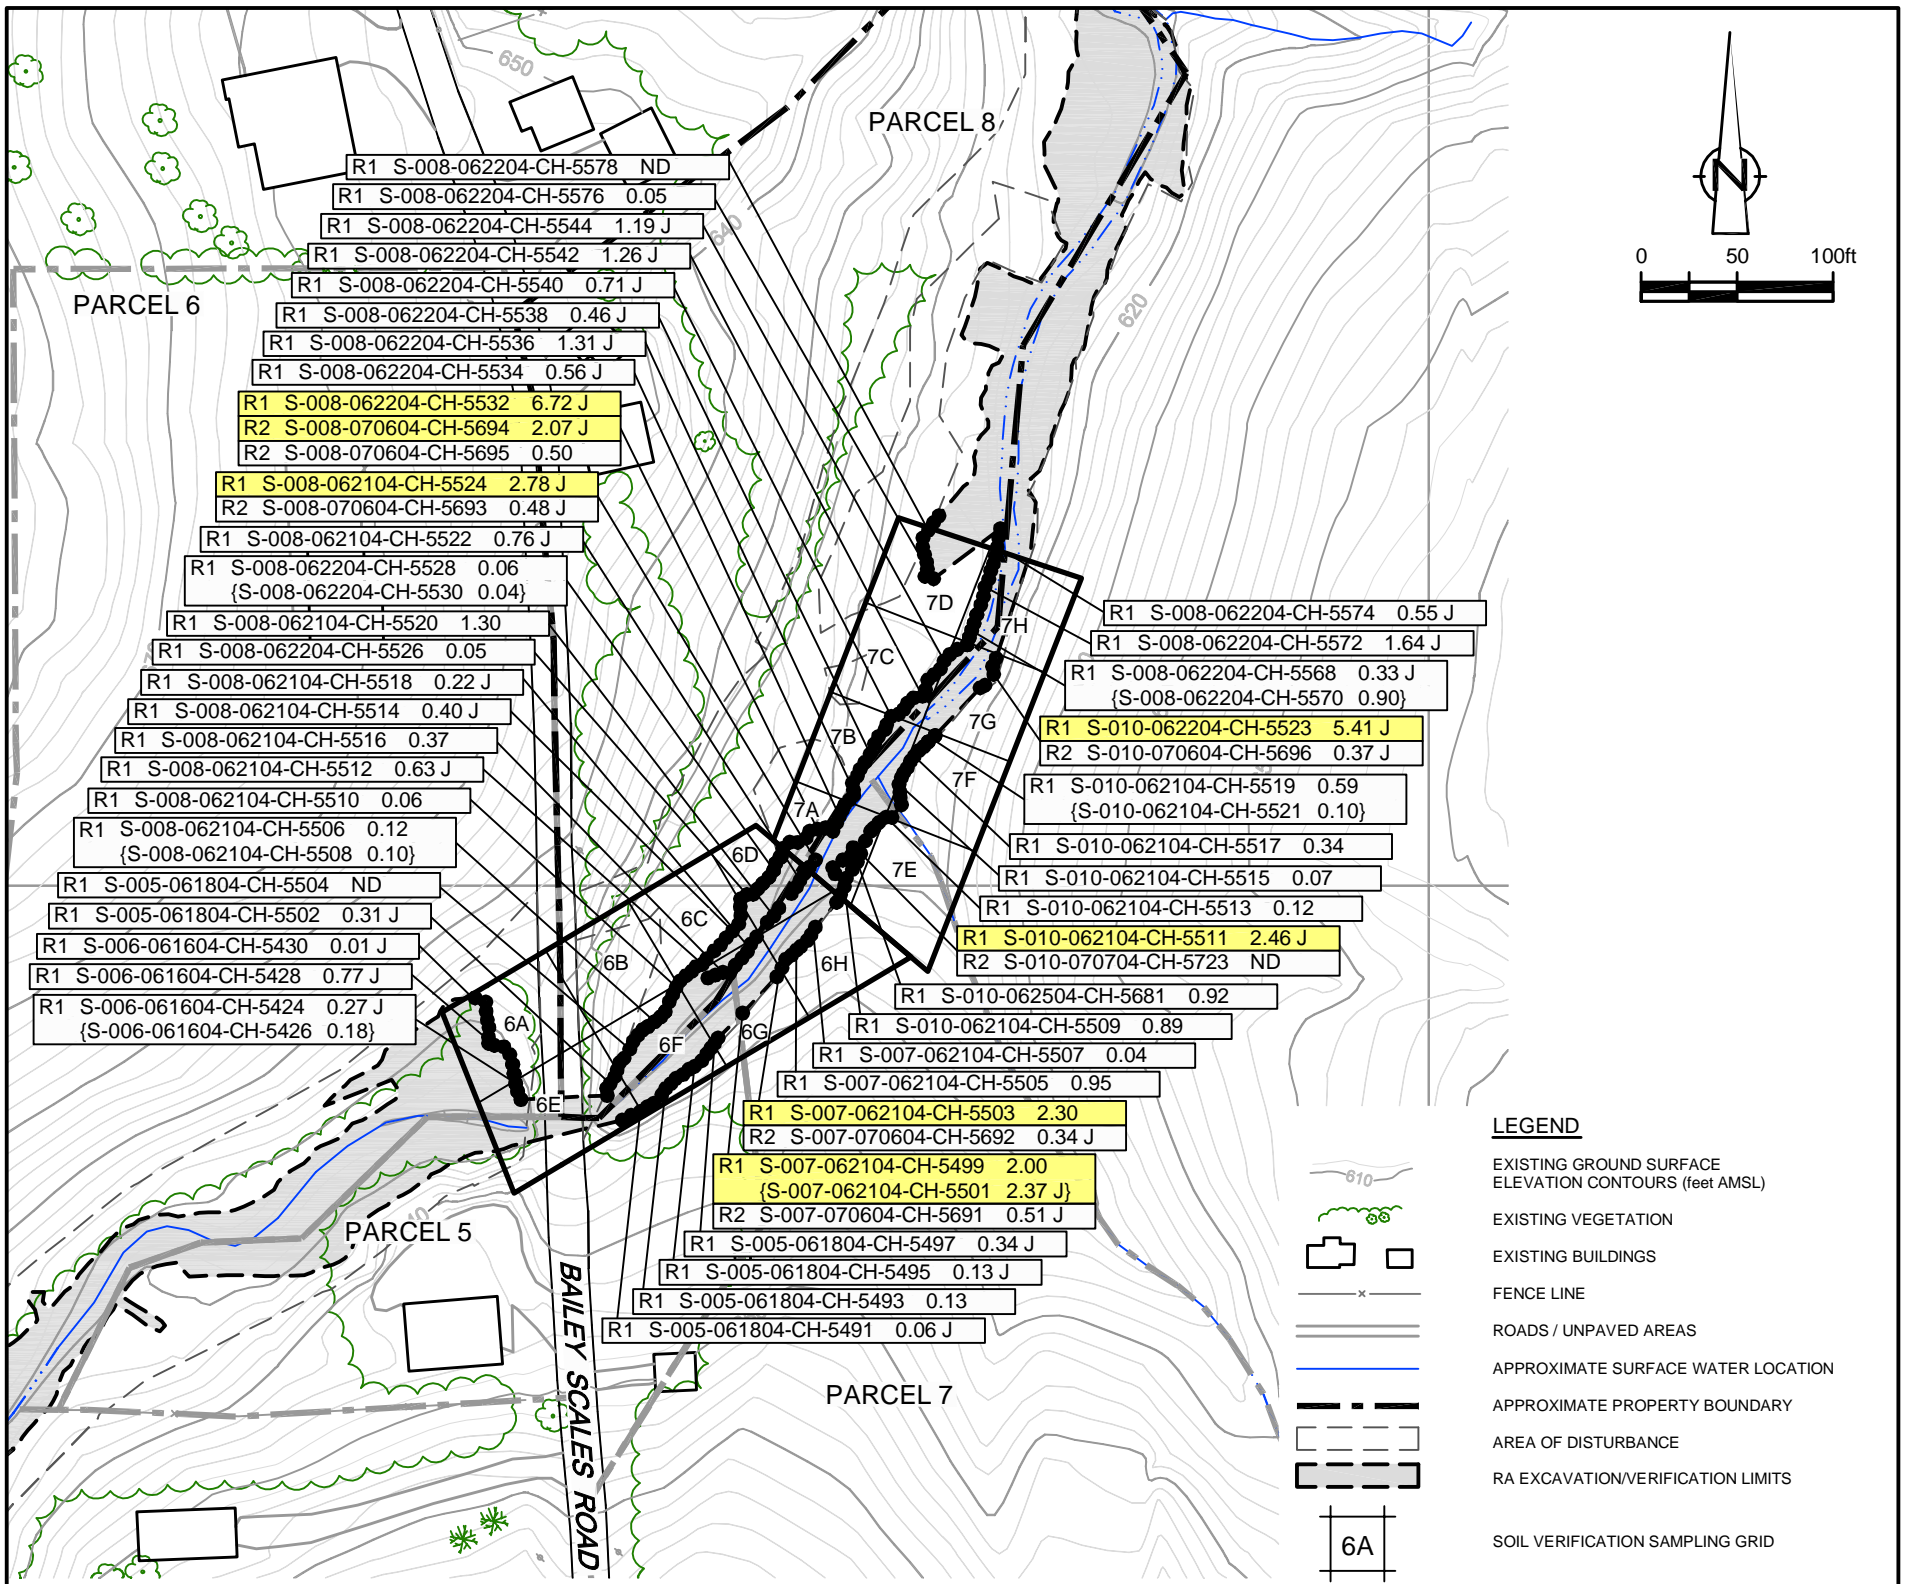 650
PARCEL 8
R1 S-008-062204-CH-5578 ND
R1 S-008-062204-CH-5576 0.05
R1 S-008-062204-CH-5544 1.19 J
640
R1 S-008-062204-CH-5542 1.26 J
R1 S-008-062204-CH-5540 0.71 J
PARCEL 6
R1 S-008-062204-CH-5538 0.46 J
R1 S-008-062204-CH-5536 1.31 J
R1 S-008-062204-CH-5534 0.56 J
R1 S-008-062204-CH-5532 6.72 J
R2 S-008-070604-CH-5694 2.07 J
R2 S-008-070604-CH-5695 0.50
R1 S-008-062104-CH-5524 2.78 J
R2 S-008-070604-CH-5693 0.48 J
R1 S-008-062104-CH-5522 0.76 J
R1 S-008-062204-CH-5528 0.06
{S-008-062204-CH-5530 0.04}
R1 S-008-062104-CH-5520 1.30
R1 S-008-062204-CH-5526 0.05
R1 S-008-062104-CH-5518 0.22 J
R1 S-008-062104-CH-5514 0.40 J
R1 S-008-062104-CH-5516 0.37
R1 S-008-062104-CH-5512 0.63 J
R1 S-008-062104-CH-5510 0.06
R1 S-008-062104-CH-5506 0.12
{S-008-062104-CH-5508 0.10}
R1 S-005-061804-CH-5504 ND
R1 S-005-061804-CH-5502 0.31 J
R1 S-006-061604-CH-5430 0.01 J
R1 S-006-061604-CH-5428 0.77 J
R1 S-006-061604-CH-5424 0.27 J
{S-006-061604-CH-5426 0.18}
N
0 50 100ft
620
7D
7H
7C
7G
7B
7F
7A
7E
6D
6C
6B
6H
6A
6G
6F
6E
R1 S-008-062204-CH-5574 0.55 J
R1 S-008-062204-CH-5572 1.64 J
R1 S-008-062204-CH-5568 0.33 J
{S-008-062204-CH-5570 0.90}
R1 S-010-062204-CH-5523 5.41 J
R2 S-010-070604-CH-5696 0.37 J
R1 S-010-062104-CH-5519 0.59
{S-010-062104-CH-5521 0.10}
R1 S-010-062104-CH-5517 0.34
R1 S-010-062104-CH-5515 0.07
R1 S-010-062104-CH-5513 0.12
R1 S-010-062104-CH-5511 2.46 J
R2 S-010-070704-CH-5723 ND
R1 S-010-062504-CH-5681 0.92
R1 S-010-062104-CH-5509 0.89
R1 S-007-062104-CH-5507 0.04
R1 S-007-062104-CH-5505 0.95
R1 S-007-062104-CH-5503 2.30
R2 S-007-070604-CH-5692 0.34 J
R1 S-007-062104-CH-5499 2.00
{S-007-062104-CH-5501 2.37 J}
R2 S-007-070604-CH-5691 0.51 J
R1 S-005-061804-CH-5497 0.34 J
R1 S-005-061804-CH-5495 0.13 J
R1 S-005-061804-CH-5493 0.13
R1 S-005-061804-CH-5491 0.06 J
PARCEL 5
BAILEY SCALES ROAD
PARCEL 7
LEGEND
610
EXISTING GROUND SURFACE
ELEVATION CONTOURS (feet AMSL)
EXISTING VEGETATION
EXISTING BUILDINGS
FENCE LINE
ROADS / UNPAVED AREAS
APPROXIMATE SURFACE WATER LOCATION
APPROXIMATE PROPERTY BOUNDARY
AREA OF DISTURBANCE
RA EXCAVATION/VERIFICATION LIMITS
6A
SOIL VERIFICATION SAMPLING GRID